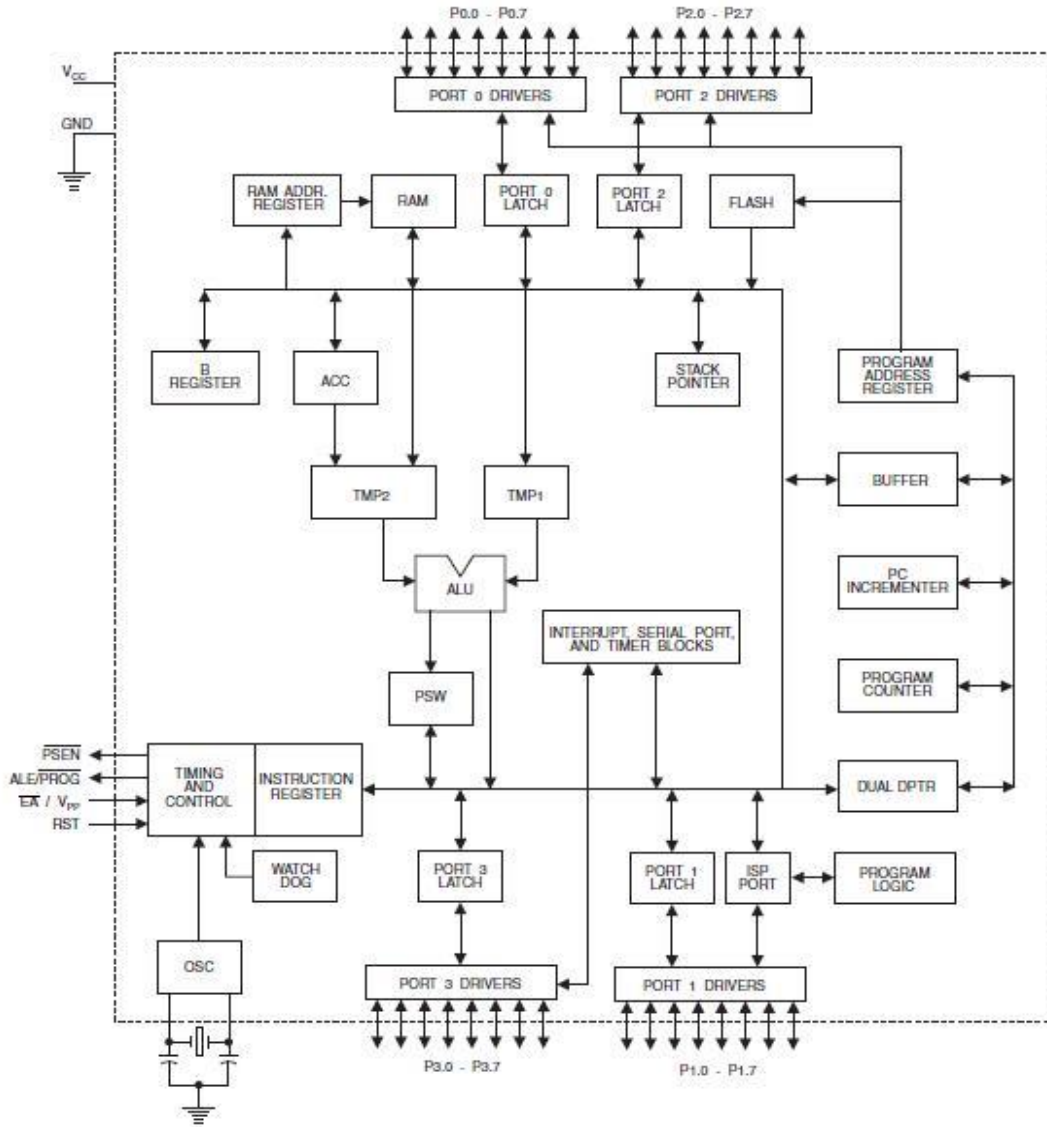 P0.0 - P0.7
P2.0 - P2.7
VCC
PORT 0 DRIVERS
PORT 2 DRIVERS
GND
RAM ADDR.
REGISTER
RAM
PORT 0
LATCH
PORT 2
LATCH
FLASH
B
REGISTER
ACC
STACK
POINTER
PROGRAM
ADDRESS
REGISTER
BUFFER
TMP2
TMP1
PC
INCREMENTER
ALU
INTERRUPT, SERIAL PORT,
AND TIMER BLOCKS
PROGRAM
COUNTER
PSW
PSEN
ALE/PROG
EA / VPP
RST
TIMING
AND
CONTROL
INSTRUCTION
REGISTER
DUAL DPTR
WATCH
DOG
PORT 3
LATCH
PORT 1
LATCH
ISP
PORT
PROGRAM
LOGIC
OSC
PORT 3 DRIVERS
PORT 1 DRIVERS
P3.0 - P3.7
P1.0 - P1.7